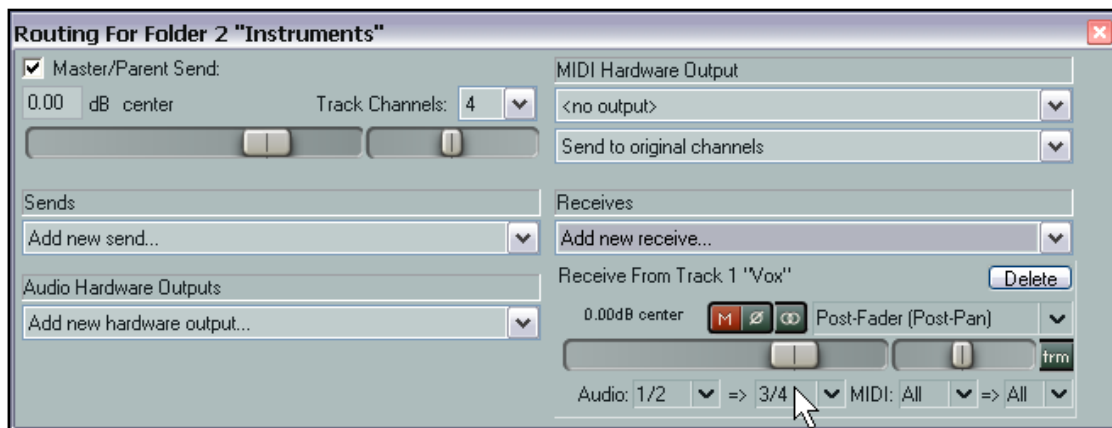 Routing For Folder 2 "Instruments"
Master/Parent Send:
0.00 dB center Track Channels: 4
MIDI Hardware Output
<no output>
Send to original channels
Sends
Add new send...
Audio Hardware Outputs
Add new hardware output...
Receives
Add new receive...
Receive From Track 1 "Vox" Delete
0.00dB center M ø Post-Fader (Post-Pan)
trm
Audio: 1/2 => 3/4 MIDI: All => All